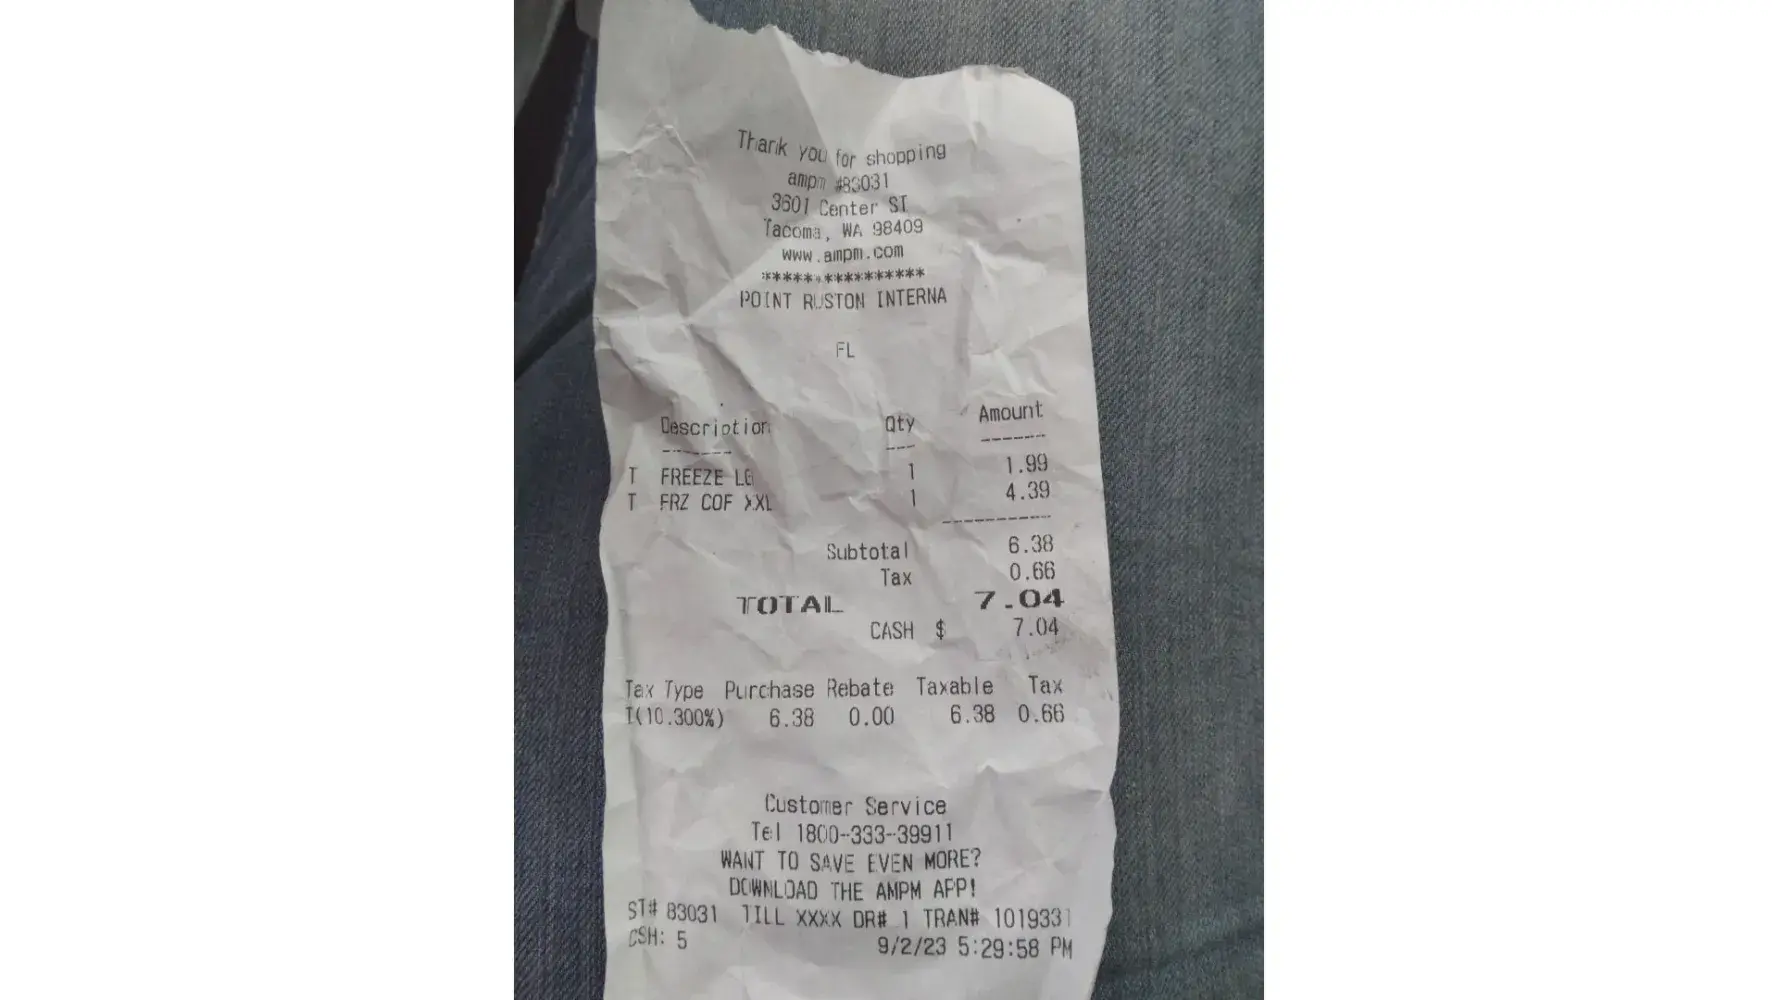 Thank you for shopping
ampm #83031
3601 Center ST
Tacoma, WA 98409
www.ampm.com
******************
POINT RUSTON INTERNA
FL
Description Qty Amount
----------- --- -------
T FREEZE LG 1 1.99
T FRZ COF XXL 1 4.39
-----------
Subtotal 6.38
Tax 0.66
TOTAL 7.04
CASH $ 7.04
Tax Type Purchase Rebate Taxable Tax
T(10.300%) 6.38 0.00 6.38 0.66
Customer Service
Tel 1800-333-39911
WANT TO SAVE EVEN MORE?
DOWNLOAD THE AMPM APP!
ST# 83031 TILL XXXX DR# 1 TRAN# 1019331
CSH: 5 9/2/23 5:29:58 PM